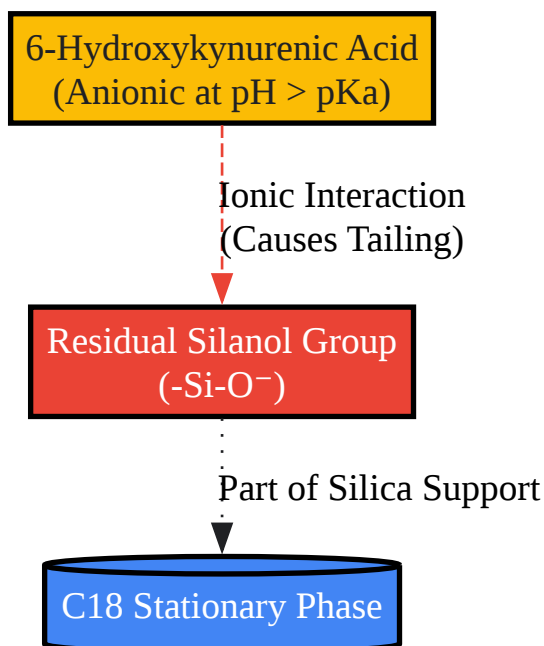 6-Hydroxykynurenic Acid
(Anionic at pH > pKa)
Ionic Interaction
(Causes Tailing)
Residual Silanol Group
(-Si-O⁻)
Part of Silica Support
C18 Stationary Phase